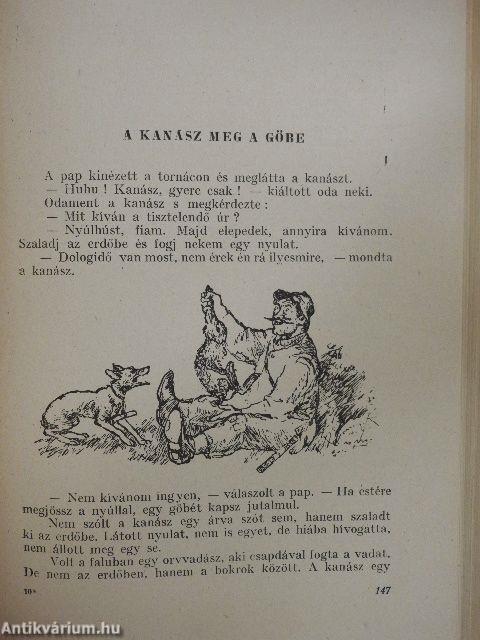 A KANÁSZ MEG A GÖBE
A pap kinézett a tornácon és meglátta a kanászt.
— Huhu ! Kanász, gyere csak ! — kiáltott oda neki.
Odament a kanász s megkérdezte :
— Mit kíván a tisztelendő úr ?
— Nyúlhúst, fiam. Majd elepedek, annyira kívánom.
Szaladj az erdőbe és fogj nekem egy nyulat.
— Dologidő van most, nem érek én rá ilyesmire, — mondta
a kanász.
— Nem kívánom ingyen, — válaszolt a pap. — Ha estére
megjössz a nyúllal, egy göbét kapsz jutalmul.
Nem szólt a kanász egy árva szót sem, hanem szaladt
ki az erdőbe. Látott nyulat, nem is egyet, de hiába hívogatta,
nem állott meg egy se.
Volt a faluban egy orvvadász, aki csapdával fogta a vadat.
De nem az erdőben, hanem a bokrok között. A kanász egy
10*
147
Antikvárium.hu